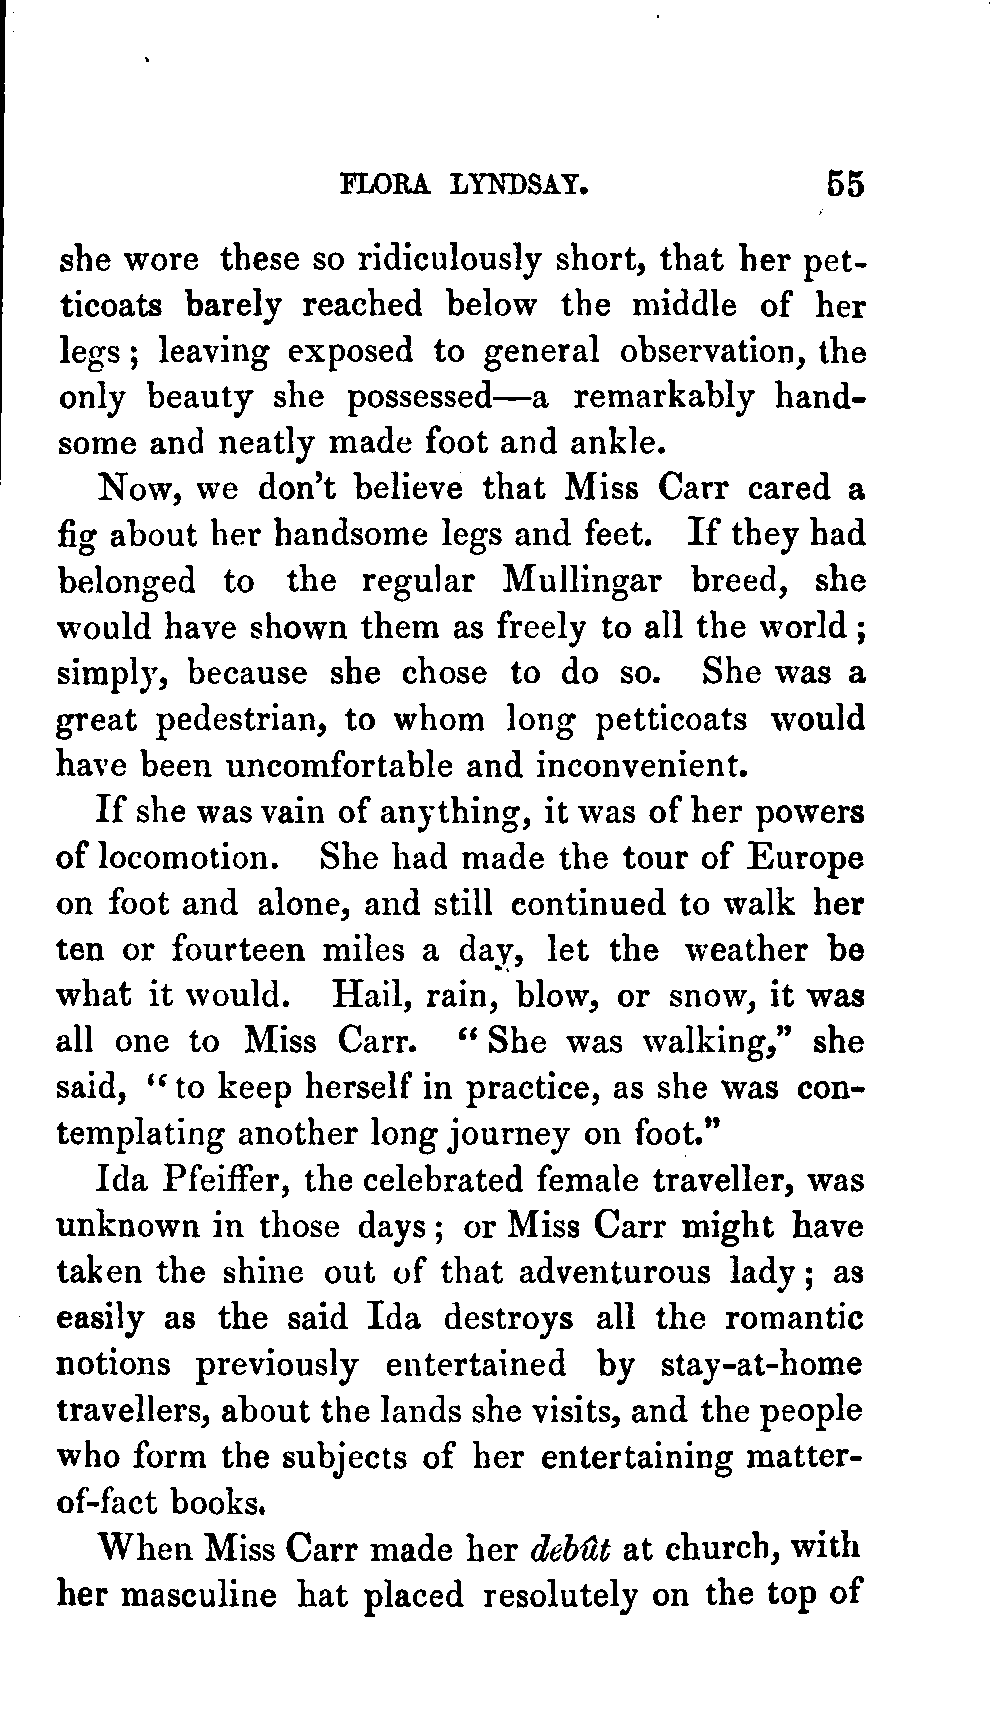 FLORA LYNDSAY. 55
she wore these so ridiculously short, that her pet-
ticoats barely reached below the middle of her
legs; leaving exposed to general observation, the
only beauty she possessed—a remarkably hand-
some and neatly made foot and ankle.
Now, we don't believe that Miss Carr cared a
fig about her handsome legs and feet. If they had
belonged to the regular Mullingar breed, she
would have shown them as freely to all the world;
simply, because she chose to do so. She was a
great pedestrian, to whom long petticoats would
have been uncomfortable and inconvenient.
If she was vain of anything, it was of her powers
of locomotion. She had made the tour of Europe
on foot and alone, and still continued to walk her
ten or fourteen miles a day, let the weather be
what it would. Hail, rain, blow, or snow, it was
all one to Miss Carr. “She was walking,” she
said, “to keep herself in practice, as she was con-
templating another long journey on foot.”
Ida Pfeiffer, the celebrated female traveller, was
unknown in those days; or Miss Carr might have
taken the shine out of that adventurous lady; as
easily as the said Ida destroys all the romantic
notions previously entertained by stay-at-home
travellers, about the lands she visits, and the people
who form the subjects of her entertaining matter-
of-fact books.
When Miss Carr made her debût at church, with
her masculine hat placed resolutely on the top of